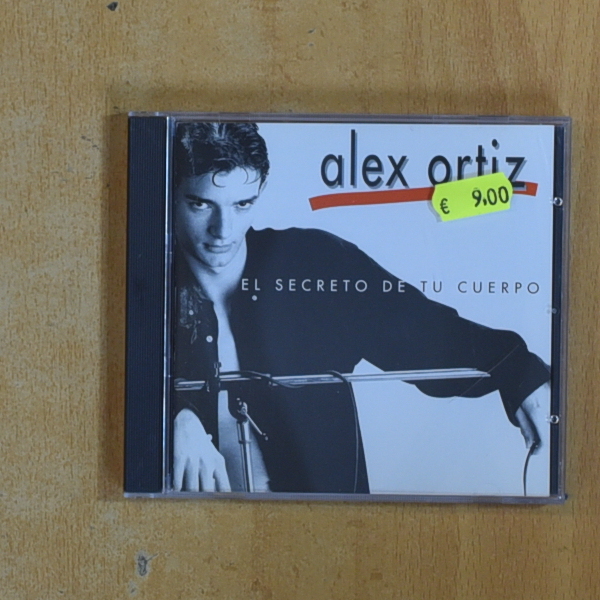 alex ortiz
€ 9.00
EL SECRETO DE TU CUERPO